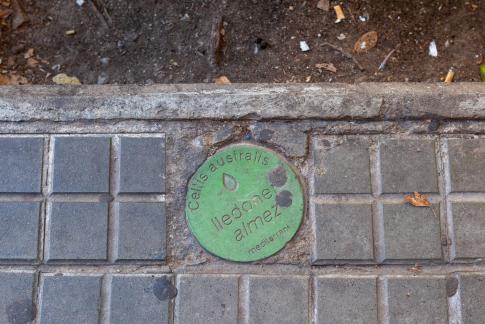 Celtis australis
lledoner
almez
mediterrani